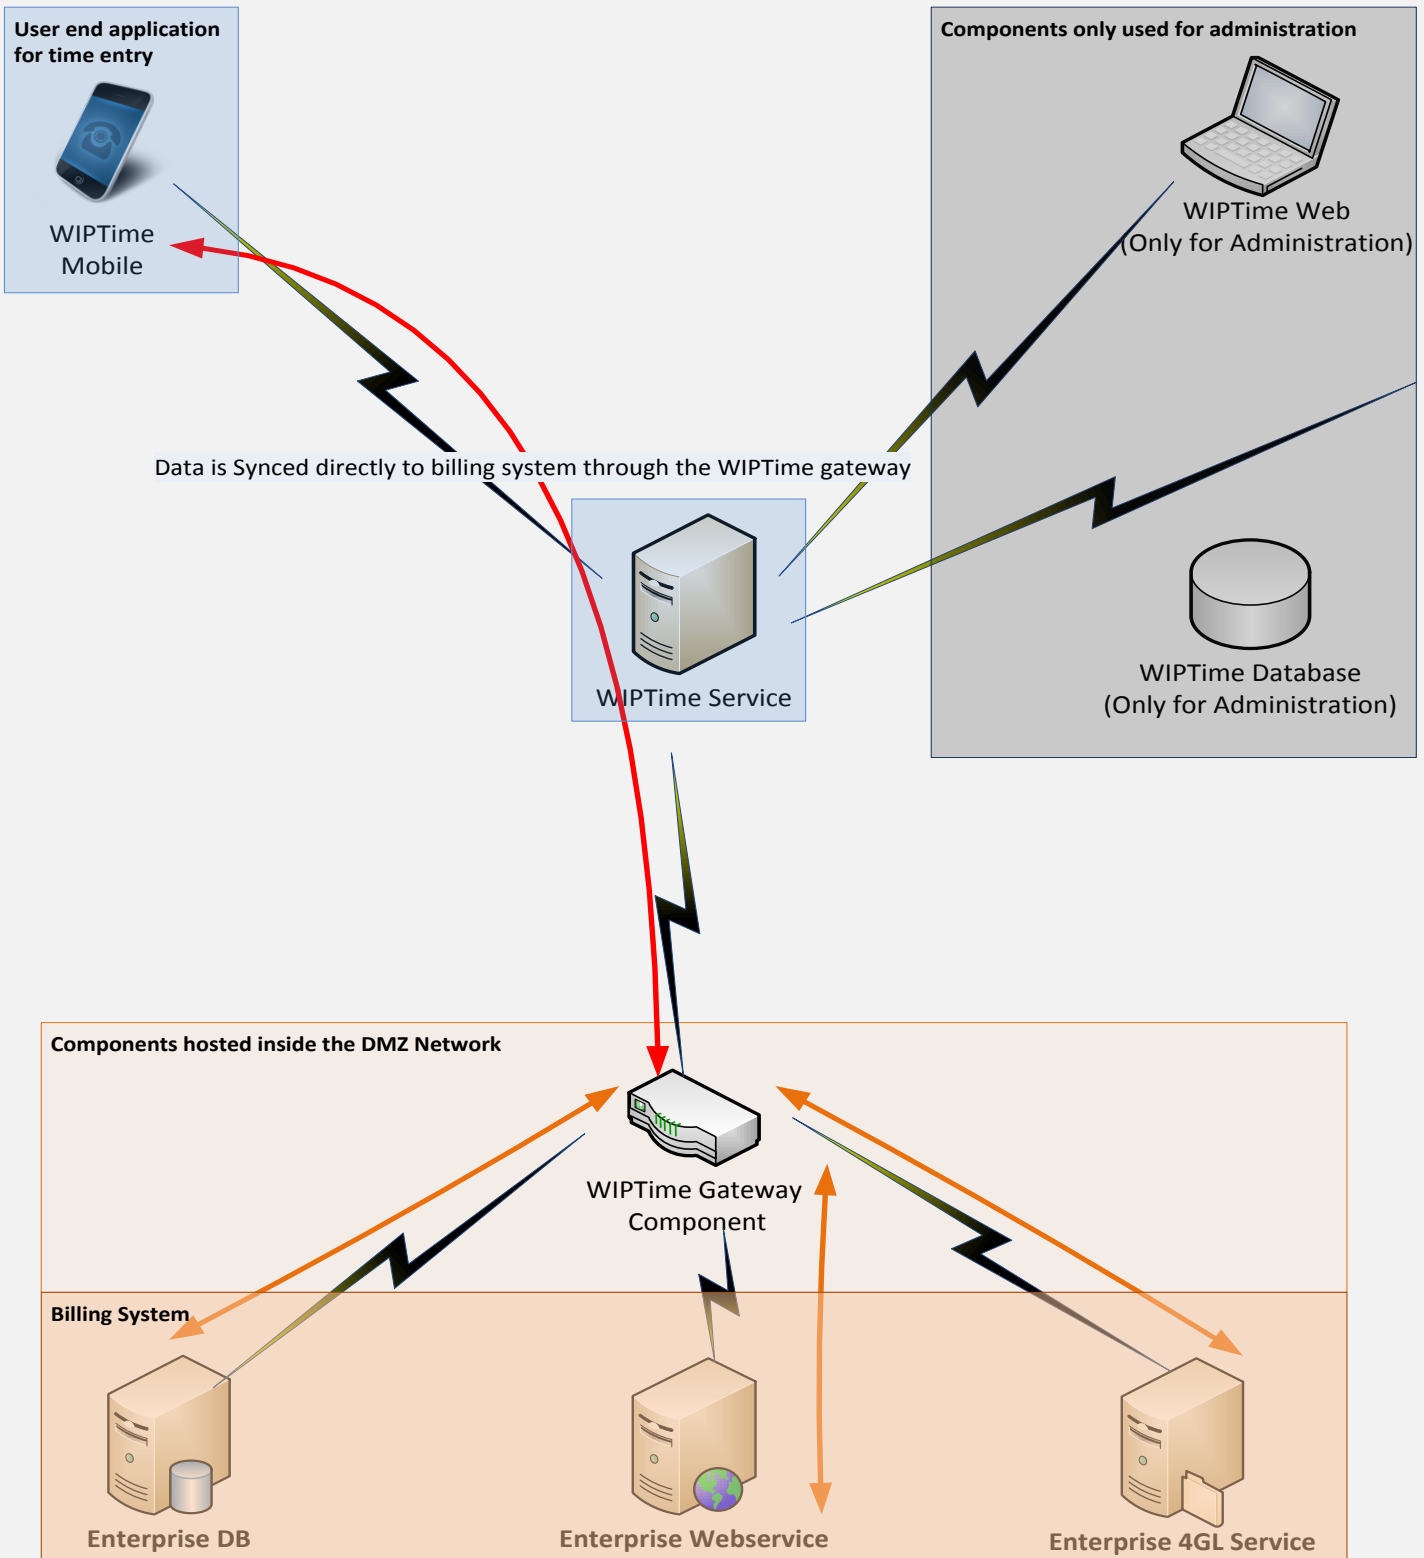 User end application
for time entry
WIPTime
Mobile
Components only used for administration
WIPTime Web
(Only for Administration)
Data is Synced directly to billing system through the WIPTime gateway
WIPTime Service
WIPTime Database
(Only for Administration)
Components hosted inside the DMZ Network
WIPTime Gateway
Component
Billing System
Enterprise DB
Enterprise Webservice
Enterprise 4GL Service